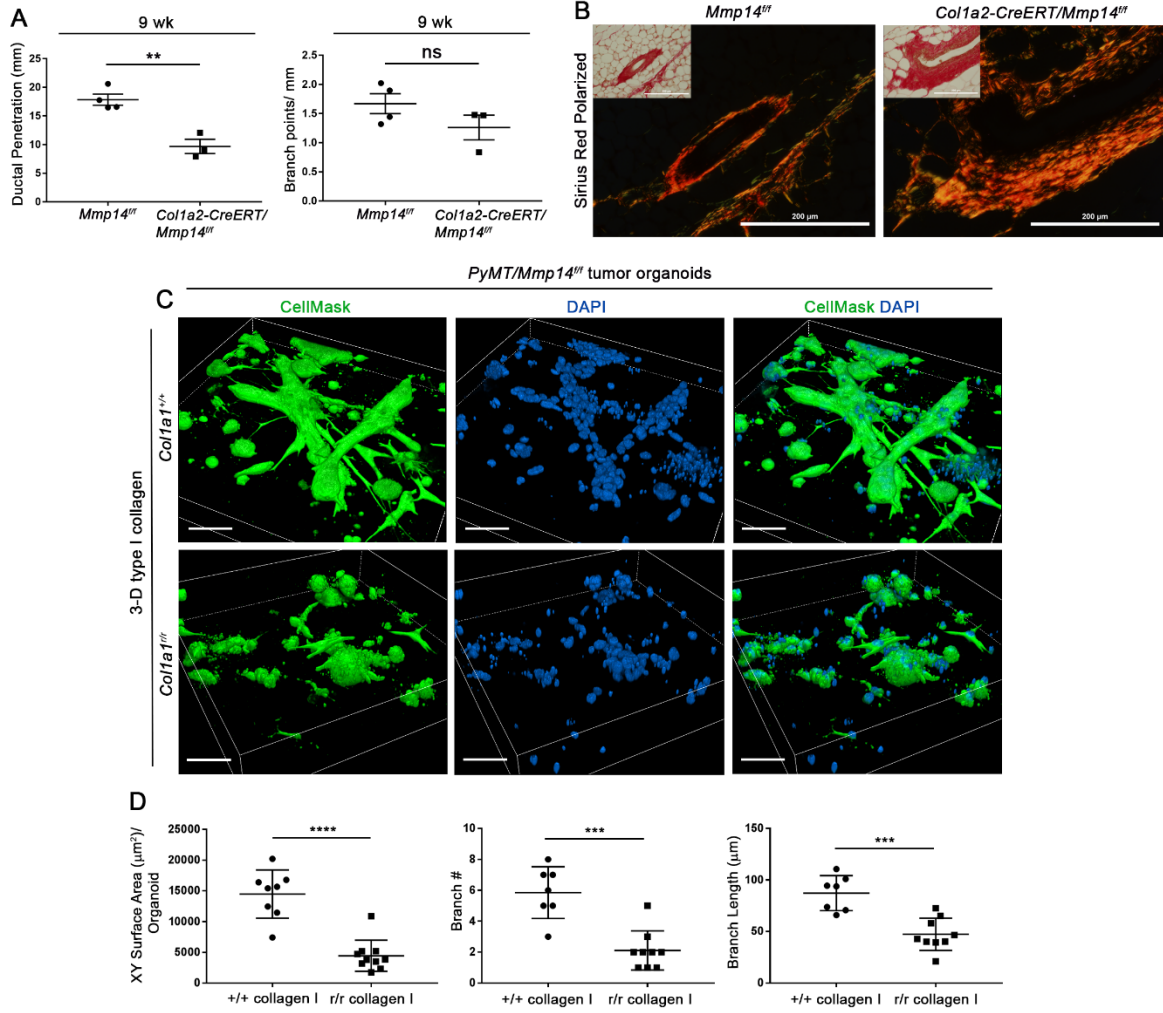 A
9 wk
**
Ductal Penetration (mm)
25
20
15
10
5
0
Mmp14f/f
Col1a2-CreERT/
Mmp14f/f
9 wk
ns
Branch points/ mm
2.5
2.0
1.5
1.0
0.5
0.0
Mmp14f/f
Col1a2-CreERT/
Mmp14f/f
B
Mmp14f/f
Col1a2-CreERT/Mmp14f/f
Sirius Red Polarized
200 µm
200 µm
PyMT/Mmp14f/f tumor organoids
C
CellMask
DAPI
CellMask DAPI
3-D type I collagen
Col1a1+/+
Col1a1r/r
D
XY Surface Area (µm2)/
Organoid
25000
20000
15000
10000
5000
0
****
+/+ collagen I
r/r collagen I
Branch #
10
8
6
4
2
0
***
+/+ collagen I
r/r collagen I
Branch Length (µm)
150
100
50
0
***
+/+ collagen I
r/r collagen I